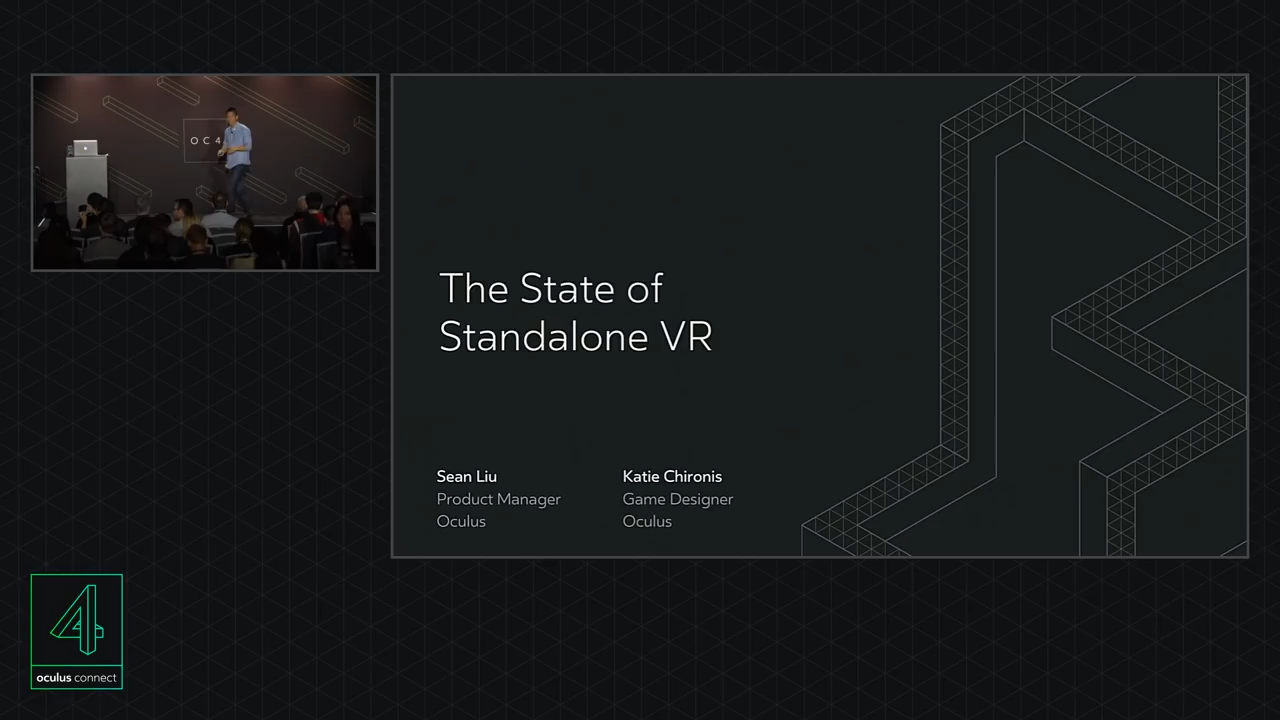 OC4
The State of
Standalone VR
Sean Liu
Product Manager
Oculus
Katie Chironis
Game Designer
Oculus
4
oculus connect